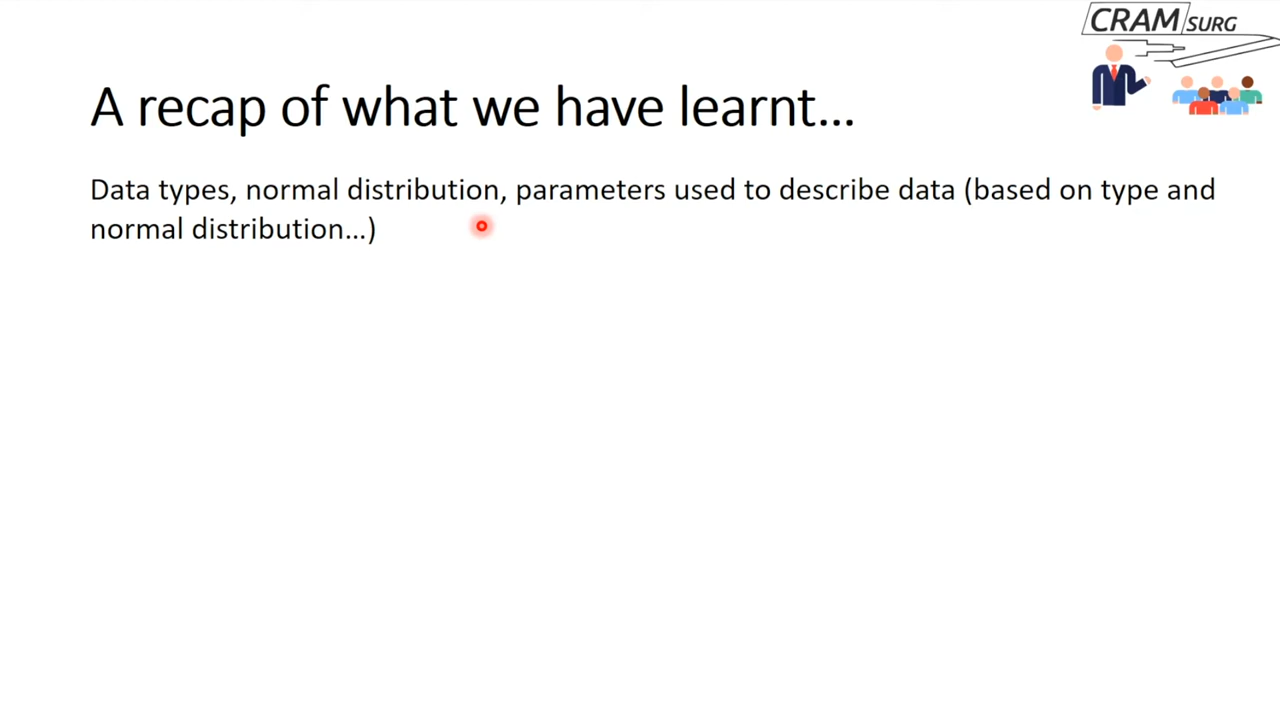 CRAM SURG
A recap of what we have learnt...
Data types, normal distribution, parameters used to describe data (based on type and
normal distribution...)